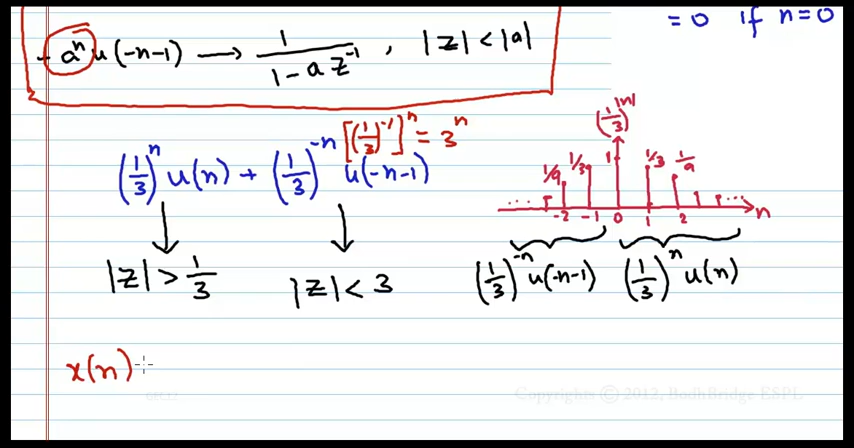 = 0 if n=0
- aⁿ u(-n-1) → 1/(1 - a z⁻¹) , |z| < |a|
(1/3)ⁿ u(n) + (1/3)⁻ⁿ u(-n-1) [(1/3)⁻¹]ⁿ = 3ⁿ
|z| > 1/3 |z| < 3
(1/3)^|n|
1/9 1/3 1 1/3 1/9
... -2 -1 0 1 2 ... n
(1/3)⁻ⁿ u(-n-1) (1/3)ⁿ u(n)
x(n)
Copyrights © 2012, BodhBridge ESPL